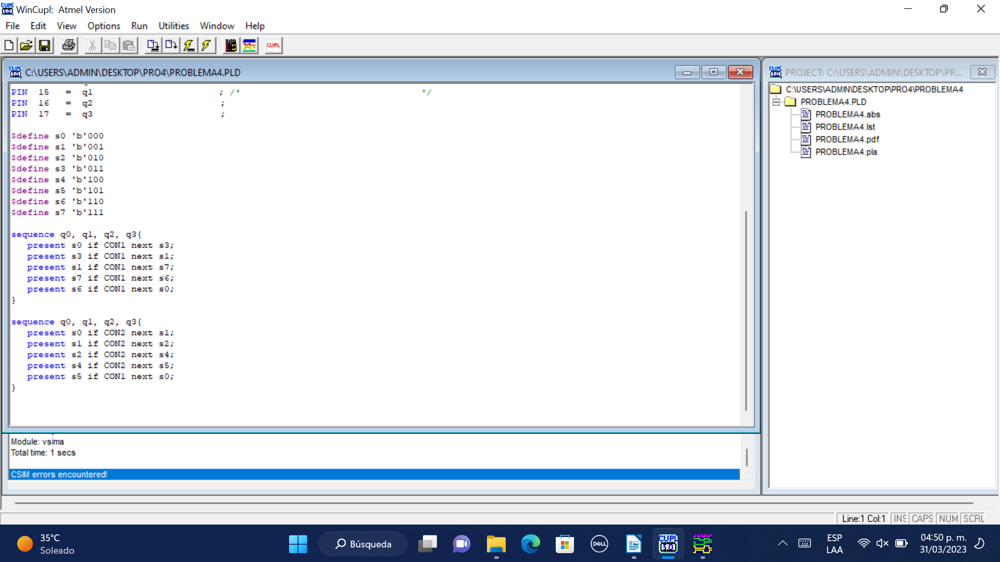 WinCupl: Atmel Version
File Edit View Options Run Utilities Window Help
CUPL
C:\USERS\ADMIN\DESKTOP\PRO4\PROBLEMA4.PLD
PIN 15 = q1 ; /* */
PIN 16 = q2 ;
PIN 17 = q3 ;
$define s0 'b'000
$define s1 'b'001
$define s2 'b'010
$define s3 'b'011
$define s4 'b'100
$define s5 'b'101
$define s6 'b'110
$define s7 'b'111
sequence q0, q1, q2, q3{
present s0 if CON1 next s3;
present s3 if CON1 next s1;
present s1 if CON1 next s7;
present s7 if CON1 next s6;
present s6 if CON1 next s0;
}
sequence q0, q1, q2, q3{
present s0 if CON2 next s1;
present s1 if CON2 next s2;
present s2 if CON2 next s4;
present s4 if CON2 next s5;
present s5 if CON1 next s0;
}
Module: vsima
Total time: 1 secs
CSIM errors encountered!
PROJECT: C:\USERS\ADMIN\DESKTOP\PR...
C:\USERS\ADMIN\DESKTOP\PRO4\PROBLEMA4
PROBLEMA4.PLD
PROBLEMA4.abs
PROBLEMA4.lst
PROBLEMA4.pdf
PROBLEMA4.pla
Line:1 Col:1 INS CAPS NUM SCRL
35°C
Soleado
Búsqueda
DELL
CUPL
5.0
ESP
LAA
04:50 p. m.
31/03/2023